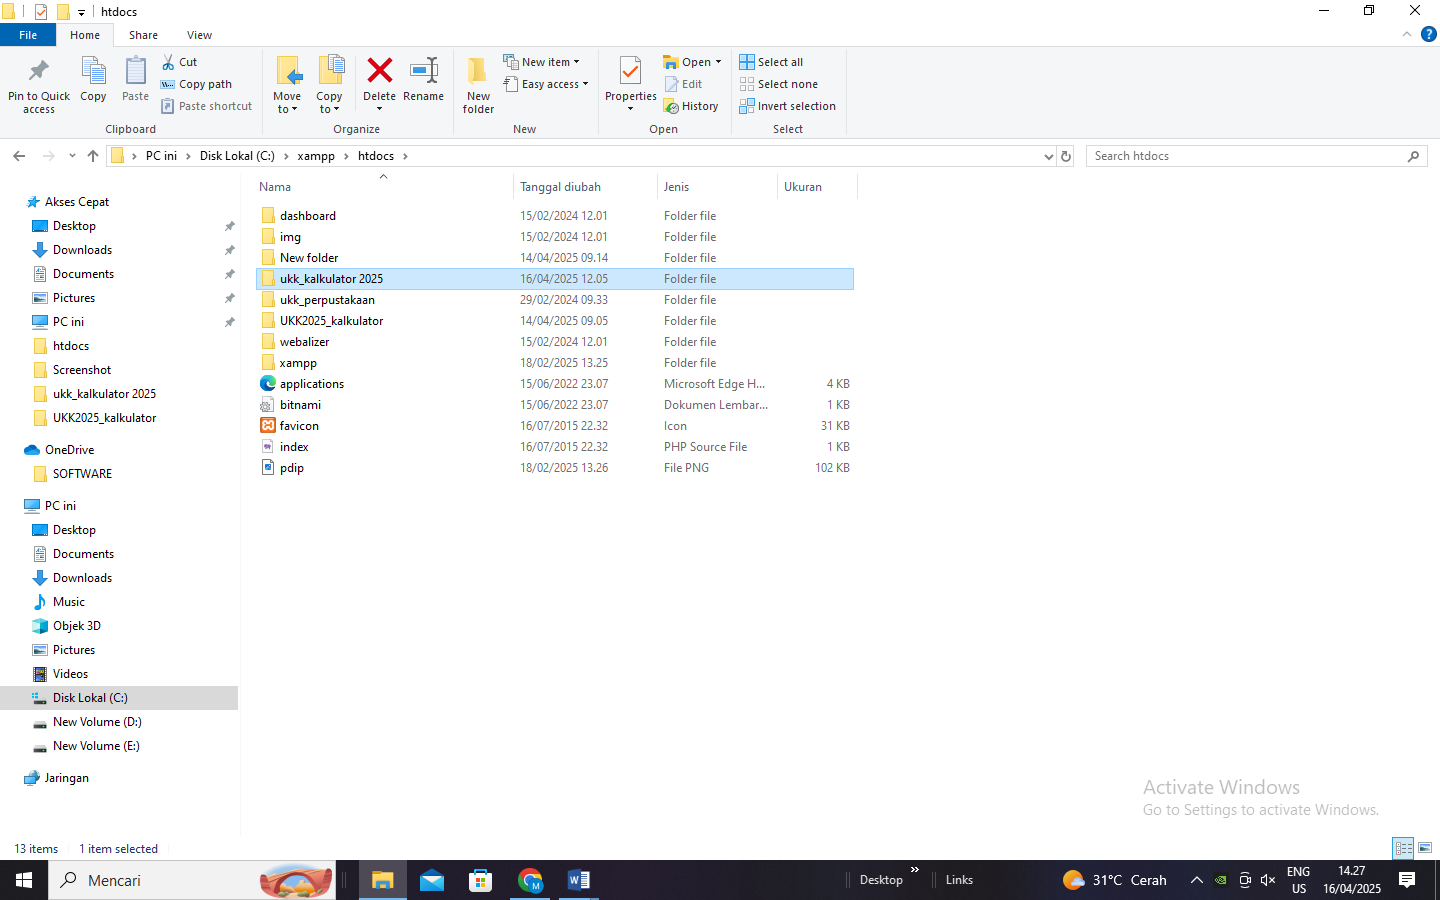 htdocs
File Home Share View
Pin to Quick access
Copy
Paste
Cut
Copy path
Paste shortcut
Clipboard
Move to
Copy to
Delete
Rename
Organize
New folder
New item
Easy access
New
Properties
Open
Edit
History
Open
Select all
Select none
Invert selection
Select
PC ini > Disk Lokal (C:) > xampp > htdocs >
Search htdocs
Akses Cepat
Desktop
Downloads
Documents
Pictures
PC ini
htdocs
Screenshot
ukk_kalkulator 2025
UKK2025_kalkulator
OneDrive
SOFTWARE
PC ini
Desktop
Documents
Downloads
Music
Objek 3D
Pictures
Videos
Disk Lokal (C:)
New Volume (D:)
New Volume (E:)
Jaringan
Nama Tanggal diubah Jenis Ukuran
dashboard 15/02/2024 12.01 Folder file
img 15/02/2024 12.01 Folder file
New folder 14/04/2025 09.14 Folder file
ukk_kalkulator 2025 16/04/2025 12.05 Folder file
ukk_perpustakaan 29/02/2024 09.33 Folder file
UKK2025_kalkulator 14/04/2025 09.05 Folder file
webalizer 15/02/2024 12.01 Folder file
xampp 18/02/2025 13.25 Folder file
applications 15/06/2022 23.07 Microsoft Edge H... 4 KB
bitnami 15/06/2022 23.07 Dokumen Lembar... 1 KB
favicon 16/07/2015 22.32 Icon 31 KB
index 16/07/2015 22.32 PHP Source File 1 KB
pdip 18/02/2025 13.26 File PNG 102 KB
Activate Windows
Go to Settings to activate Windows.
13 items 1 item selected
Mencari
M
W
Desktop
Links
31°C Cerah
ENG
US
14.27
16/04/2025